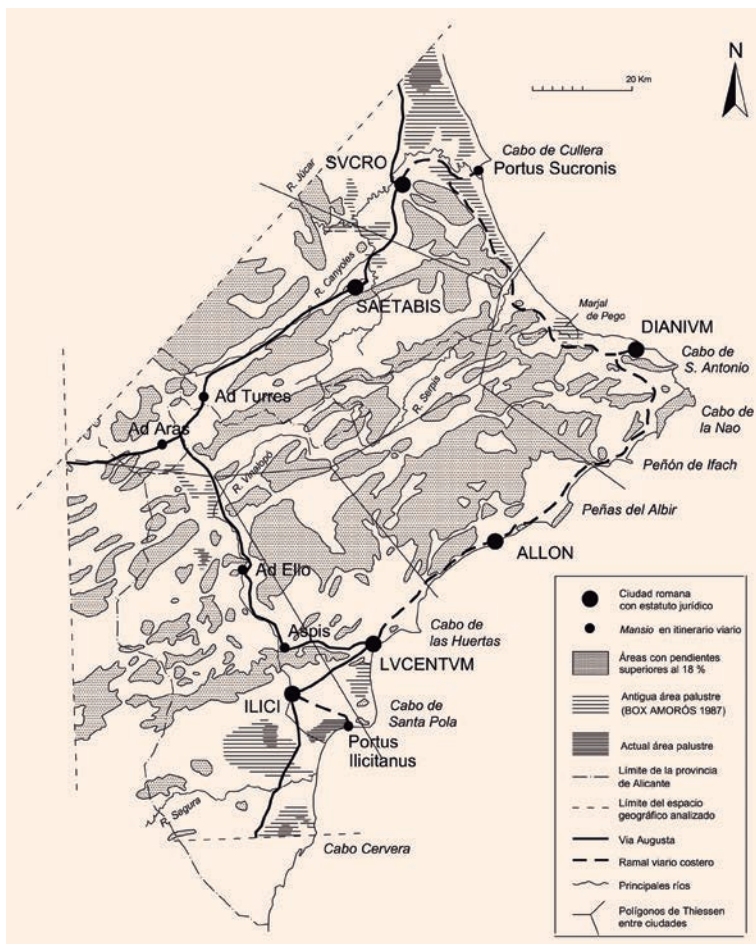 N
20 Km
Cabo de Cullera
SVCRO
Portus Sucronis
R. Júcar
R. Canyoles
SAETABIS
Marjal
de Pego
DIANIVM
Cabo de
S. Antonio
Ad Turres
R. Serpis
Cabo de
la Nao
Ad Aras
R. Vinalopó
Peñón de Ifach
Peñas del Albir
ALLON
Ad Ello
Aspis
Cabo de
las Huertas
LVCENTVM
ILICI
Cabo de
Santa Pola
Portus
Ilicitanus
R. Segura
Cabo Cervera
Ciudad romana
con estatuto jurídico
Mansio en itinerario viario
Áreas con pendientes
superiores al 18 %
Antigua área palustre
(BOX AMORÓS 1987)
Actual área palustre
Límite de la provincia
de Alicante
Límite del espacio
geográfico analizado
Via Augusta
Ramal viario costero
Principales ríos
Polígonos de Thiessen
entre ciudades